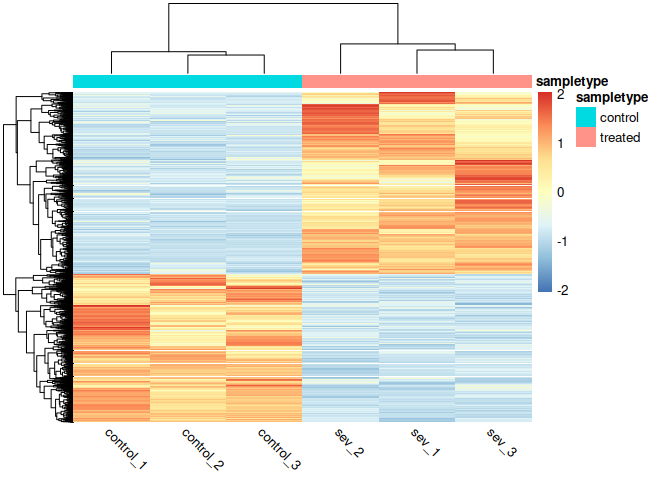 sampletype
2
1
0
-1
-2
sampletype
control
treated
control_1
control_2
control_3
sev_2
sev_1
sev_3